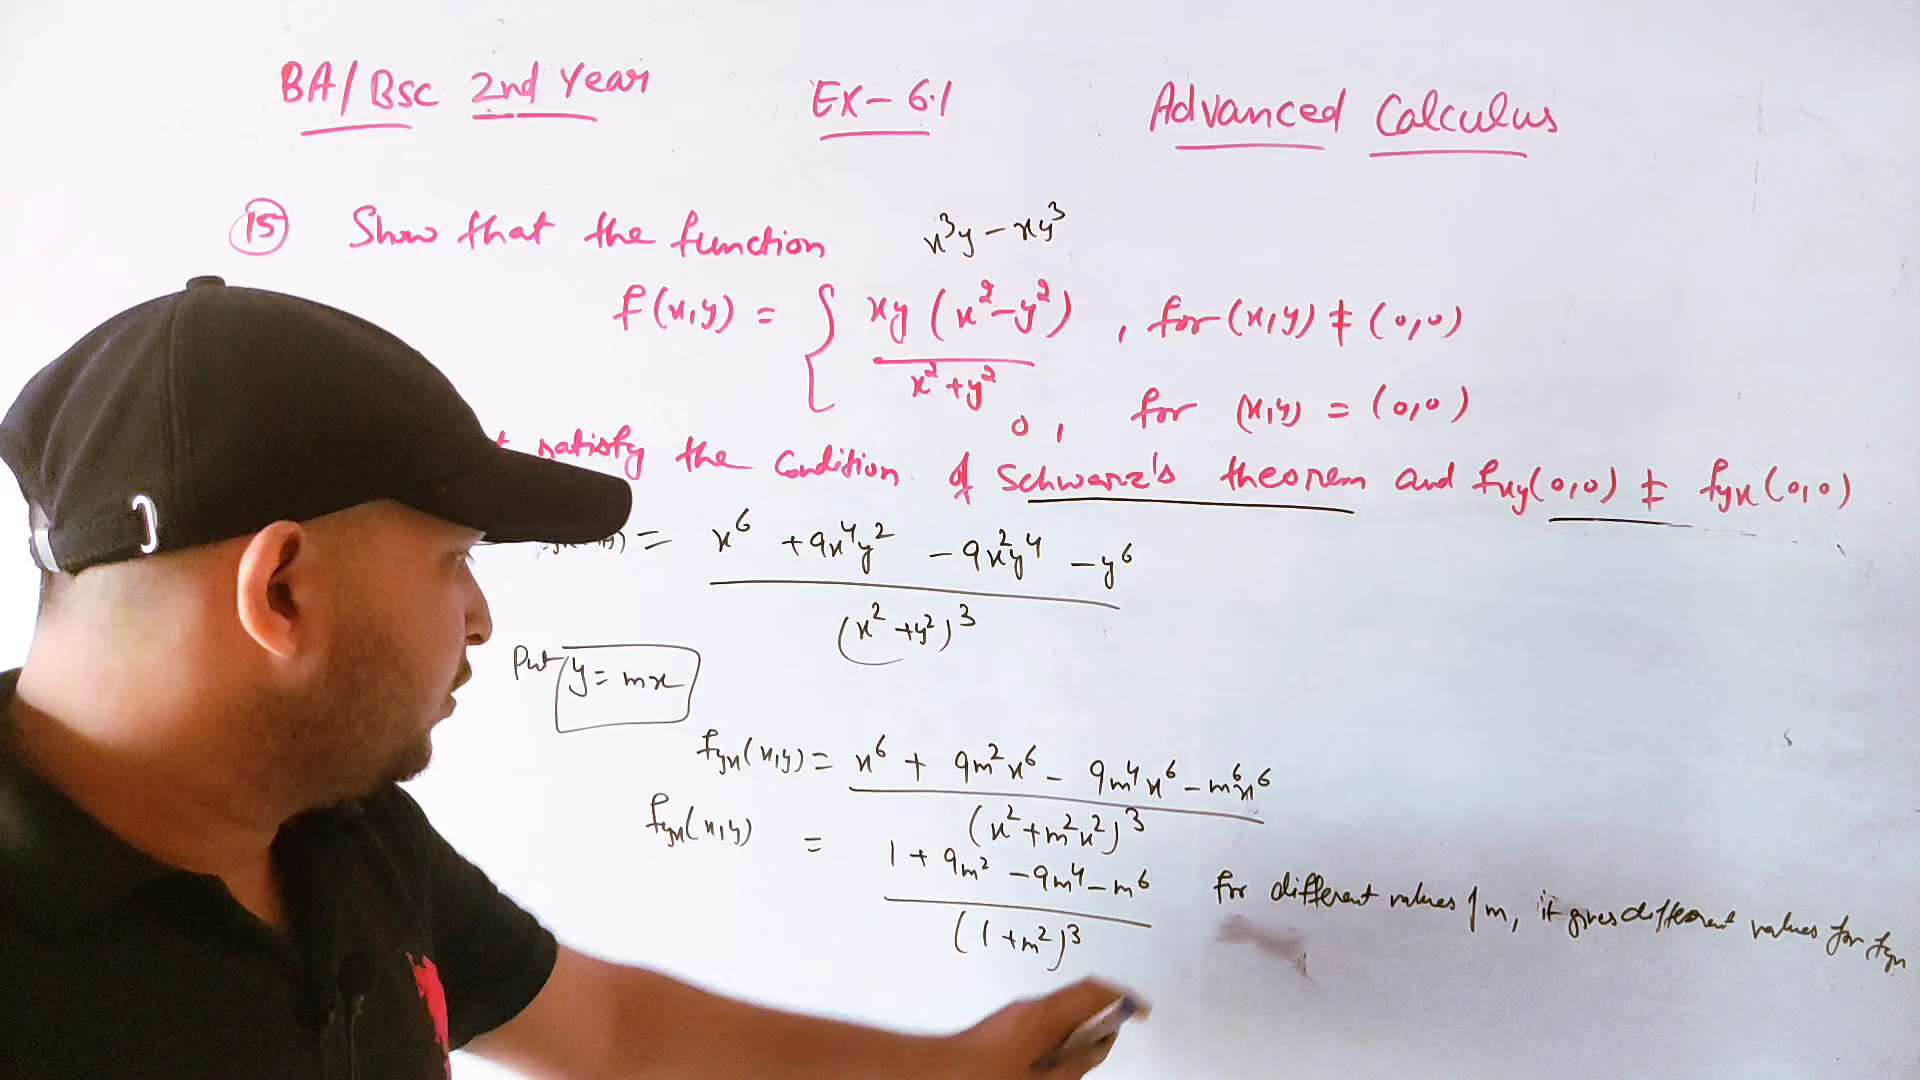 BA/BSc 2nd Year EX-6.1 Advanced Calculus
(15) Show that the function x³y - xy³
f(x,y) = { xy (x²-y²) / x²+y² , for (x,y) ≠ (0,0)
0 , for (x,y) = (0,0)
satisfy the Condition of Schwarz's theorem and fxy(0,0) ≠ fyx(0,0)
= x⁶ + 9x⁴y² - 9x²y⁴ - y⁶ / (x²+y²)³
Put y = mx
fyx(x,y) = x⁶ + 9m²x⁶ - 9m⁴x⁶ - m⁶x⁶ / (x²+m²x²)³
fyx(x,y) = 1 + 9m² - 9m⁴ - m⁶ / (1+m²)³ For different values of m, it gives different values for fyx